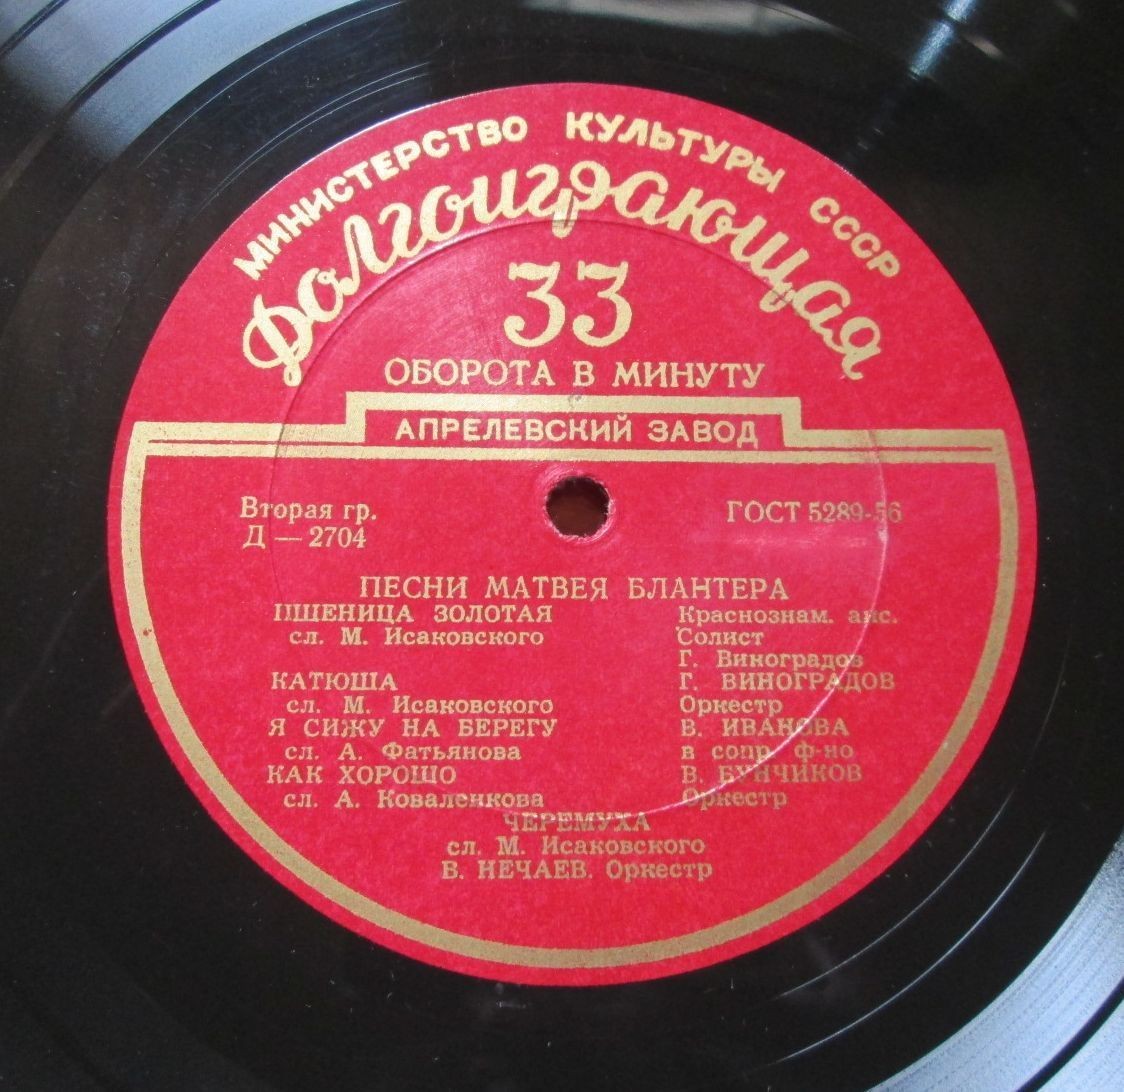 МИНИСТЕРСТВО КУЛЬТУРЫ СССР
Долгоиграющая
33
ОБОРОТА В МИНУТУ
АПРЕЛЕВСКИЙ ЗАВОД
Вторая гр. ГОСТ 5289-56
Д — 2704
ПЕСНИ МАТВЕЯ БЛАНТЕРА
ПШЕНИЦА ЗОЛОТАЯ Краснознам. анс.
сл. М. Исаковского Солист
Г. Виноградов
КАТЮША Г. ВИНОГРАДОВ
сл. М. Исаковского Оркестр
Я СИЖУ НА БЕРЕГУ В. ИВАНОВА
сл. А. Фатьянова в сопр. ф-но
КАК ХОРОШО В. БУНЧИКОВ
сл. А. Коваленкова Оркестр
ЧЕРЕМУХА
сл. М. Исаковского
В. НЕЧАЕВ. Оркестр